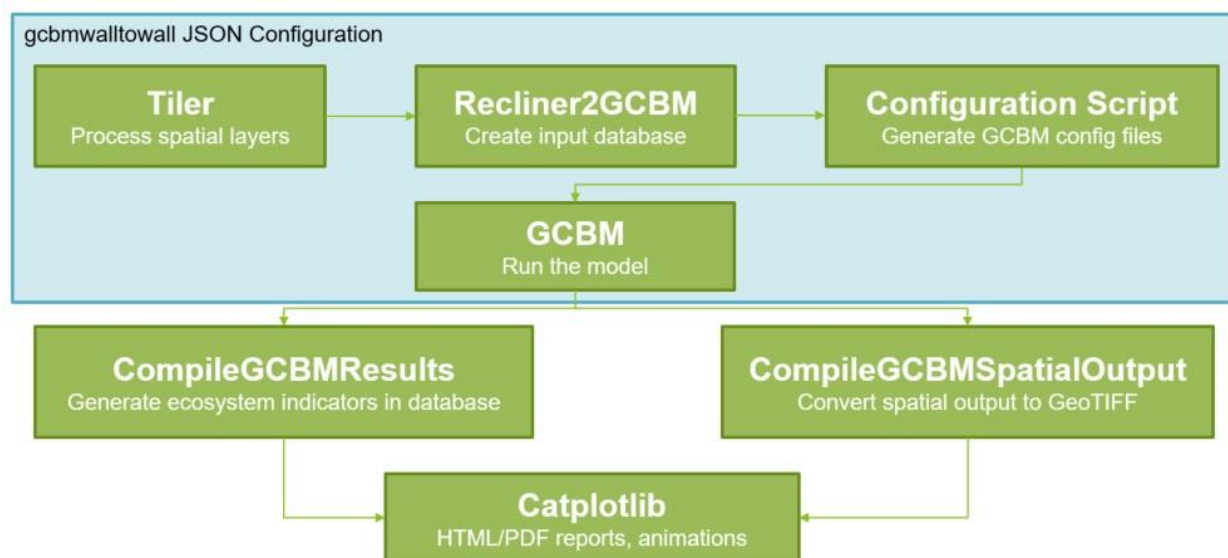 gcbmwalltowall JSON Configuration
Tiler
Process spatial layers
Recliner2GCBM
Create input database
Configuration Script
Generate GCBM config files
GCBM
Run the model
CompileGCBMResults
Generate ecosystem indicators in database
CompileGCBMSpatialOutput
Convert spatial output to GeoTIFF
Catplotlib
HTML/PDF reports, animations